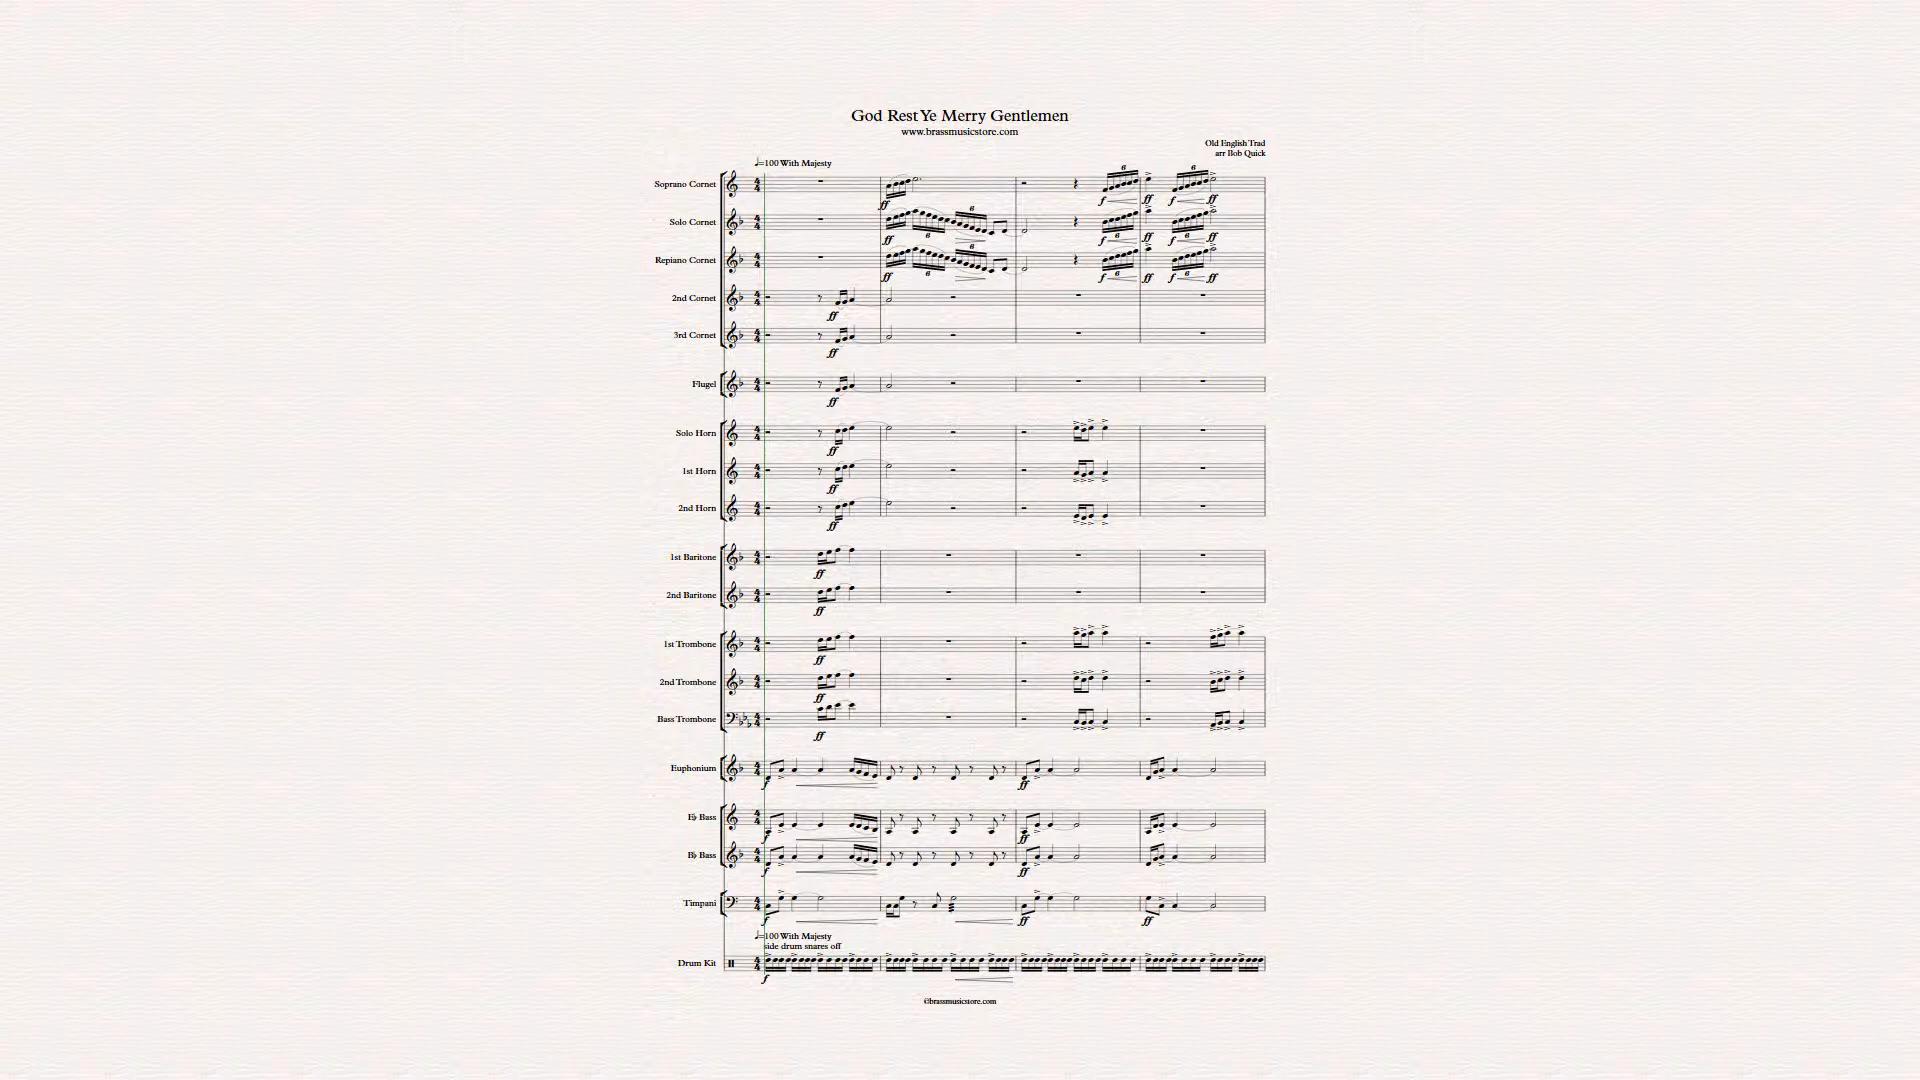 God Rest Ye Merry Gentlemen
www.brassmusicstore.com
Old English Trad
arr Bob Quick
♩=100 With Majesty
Soprano Cornet
Solo Cornet
Repiano Cornet
2nd Cornet
3rd Cornet
Flugel
Solo Horn
1st Horn
2nd Horn
1st Baritone
2nd Baritone
1st Trombone
2nd Trombone
Bass Trombone
Euphonium
E♭ Bass
B♭ Bass
Timpani
♩=100 With Majesty
side drum snares off
Drum Kit
©brassmusicstore.com